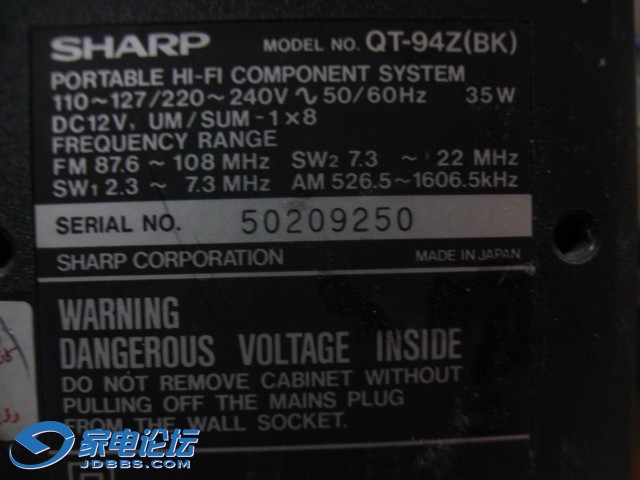 SHARP MODEL NO. QT-94Z(BK)
PORTABLE HI-FI COMPONENT SYSTEM
110~127/220~240V∿50/60Hz 35W
DC12V, UM/SUM-1×8
FREQUENCY RANGE
FM 87.6 ~ 108 MHz SW2 7.3 ~ 22 MHz
SW1 2.3 ~ 7.3 MHz AM 526.5~1606.5kHz
SERIAL NO. 50209250
SHARP CORPORATION MADE IN JAPAN
WARNING
DANGEROUS VOLTAGE INSIDE
DO NOT REMOVE CABINET WITHOUT
PULLING OFF THE MAINS PLUG
FROM THE WALL SOCKET.
家电论坛
JDBBS.COM